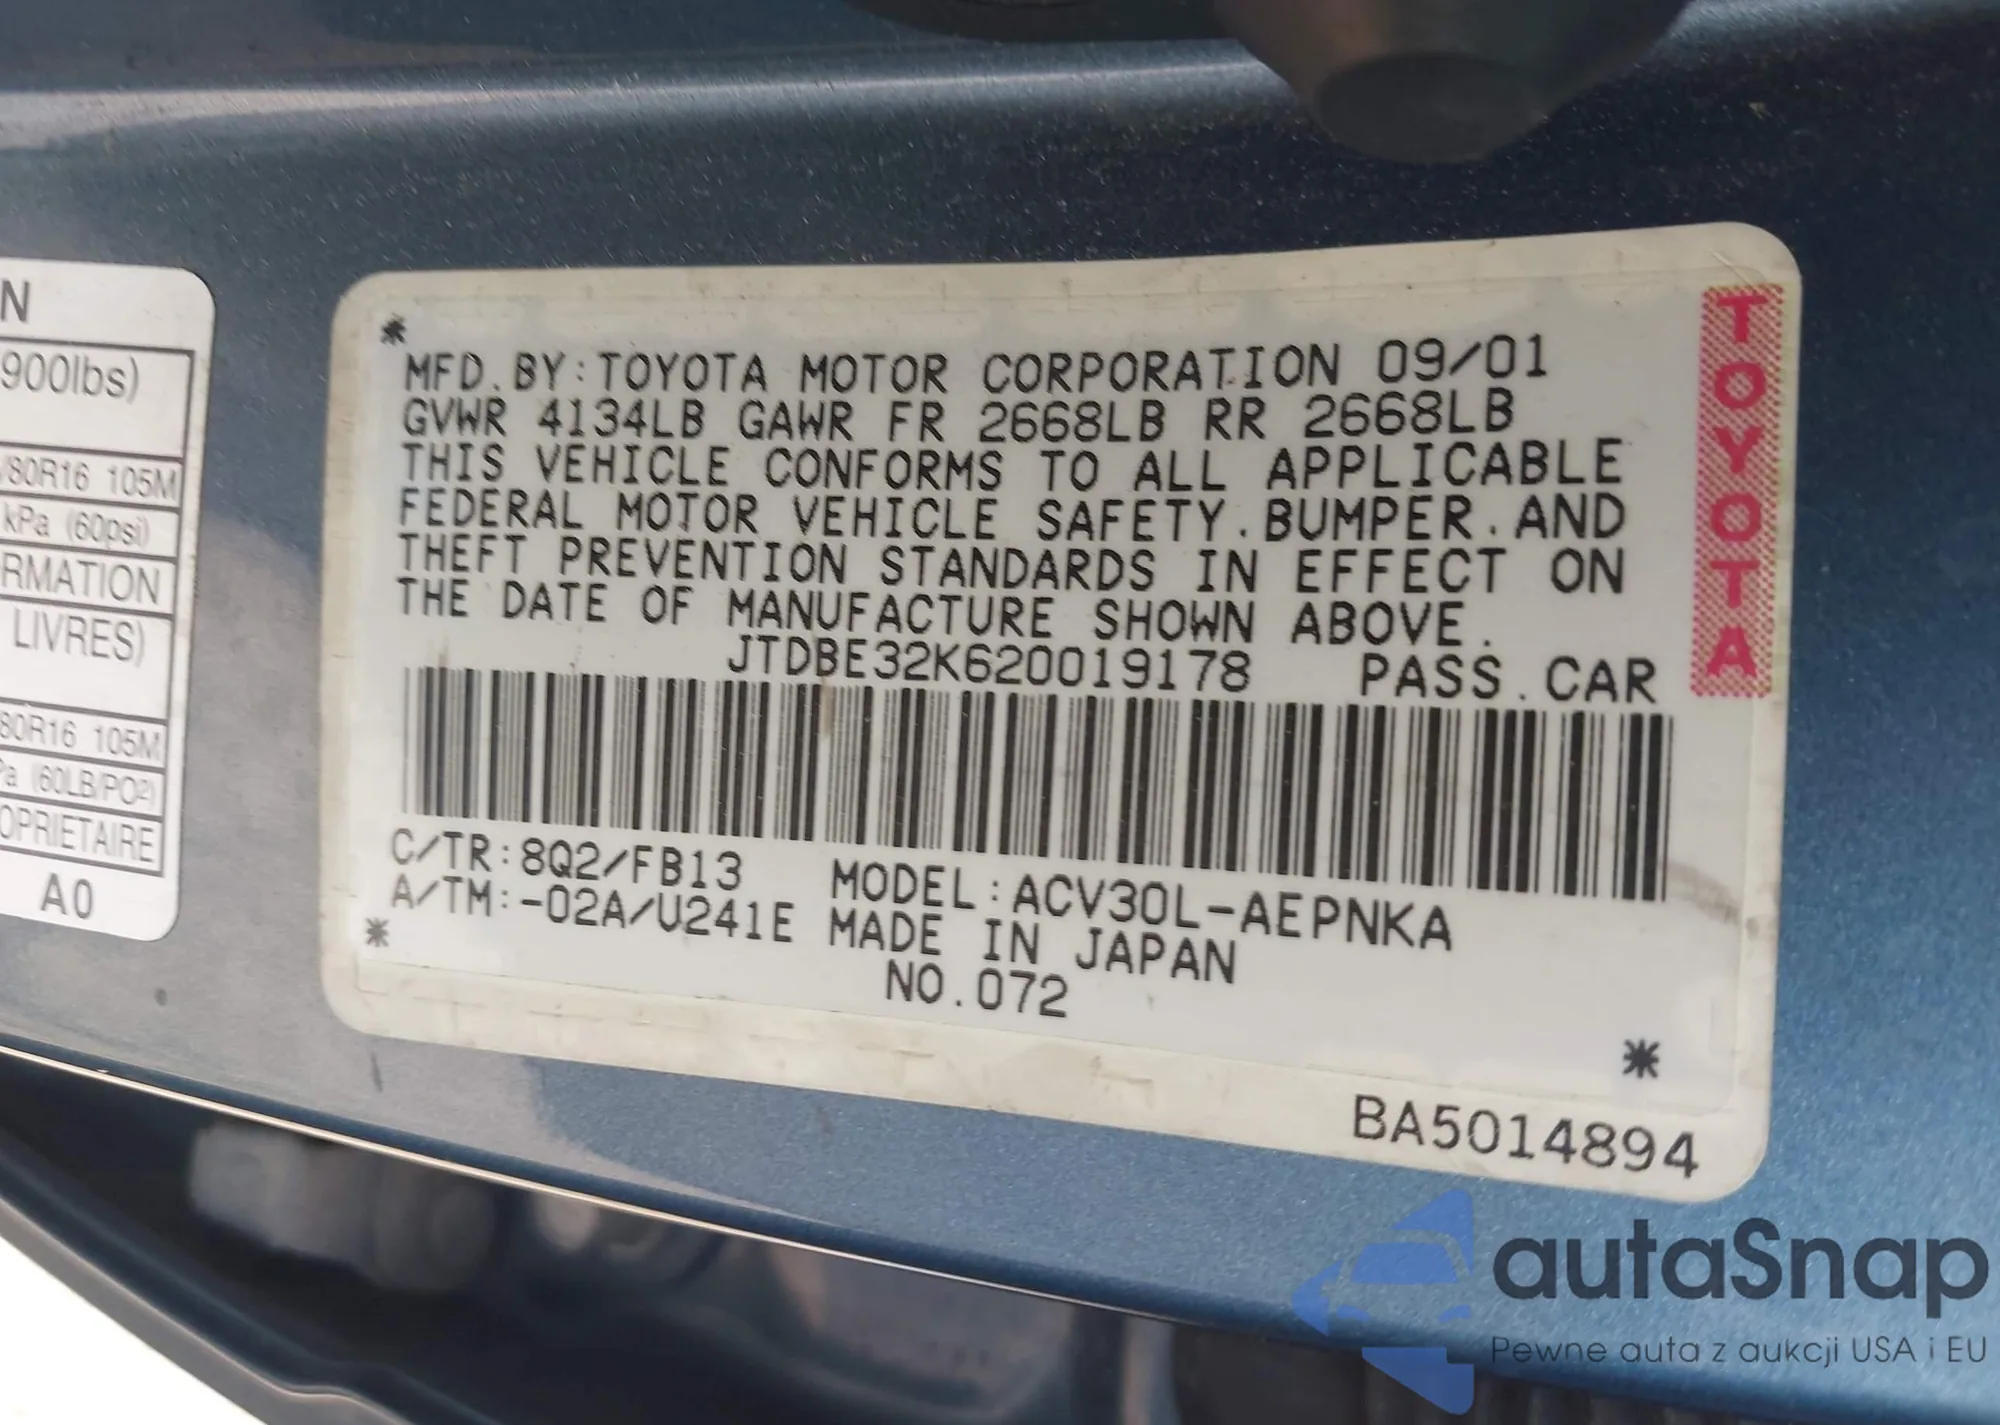 N
900lbs)
/80R16 105M
kPa (60psi)
RMATION
LIVRES)
80R16 105M
Pa (60LB/PO²)
OPRIETAIRE
A0
*
MFD.BY:TOYOTA MOTOR CORPORATION 09/01
GVWR 4134LB GAWR FR 2668LB RR 2668LB
THIS VEHICLE CONFORMS TO ALL APPLICABLE
FEDERAL MOTOR VEHICLE SAFETY.BUMPER.AND
THEFT PREVENTION STANDARDS IN EFFECT ON
THE DATE OF MANUFACTURE SHOWN ABOVE.
JTDBE32K620019178 PASS.CAR
C/TR:8Q2/FB13 MODEL:ACV30L-AEPNKA
A/TM:-02A/U241E MADE IN JAPAN
*
NO.072
*
BA5014894
TOYOTA
autaSnap
Pewne auta z aukcji USA i EU